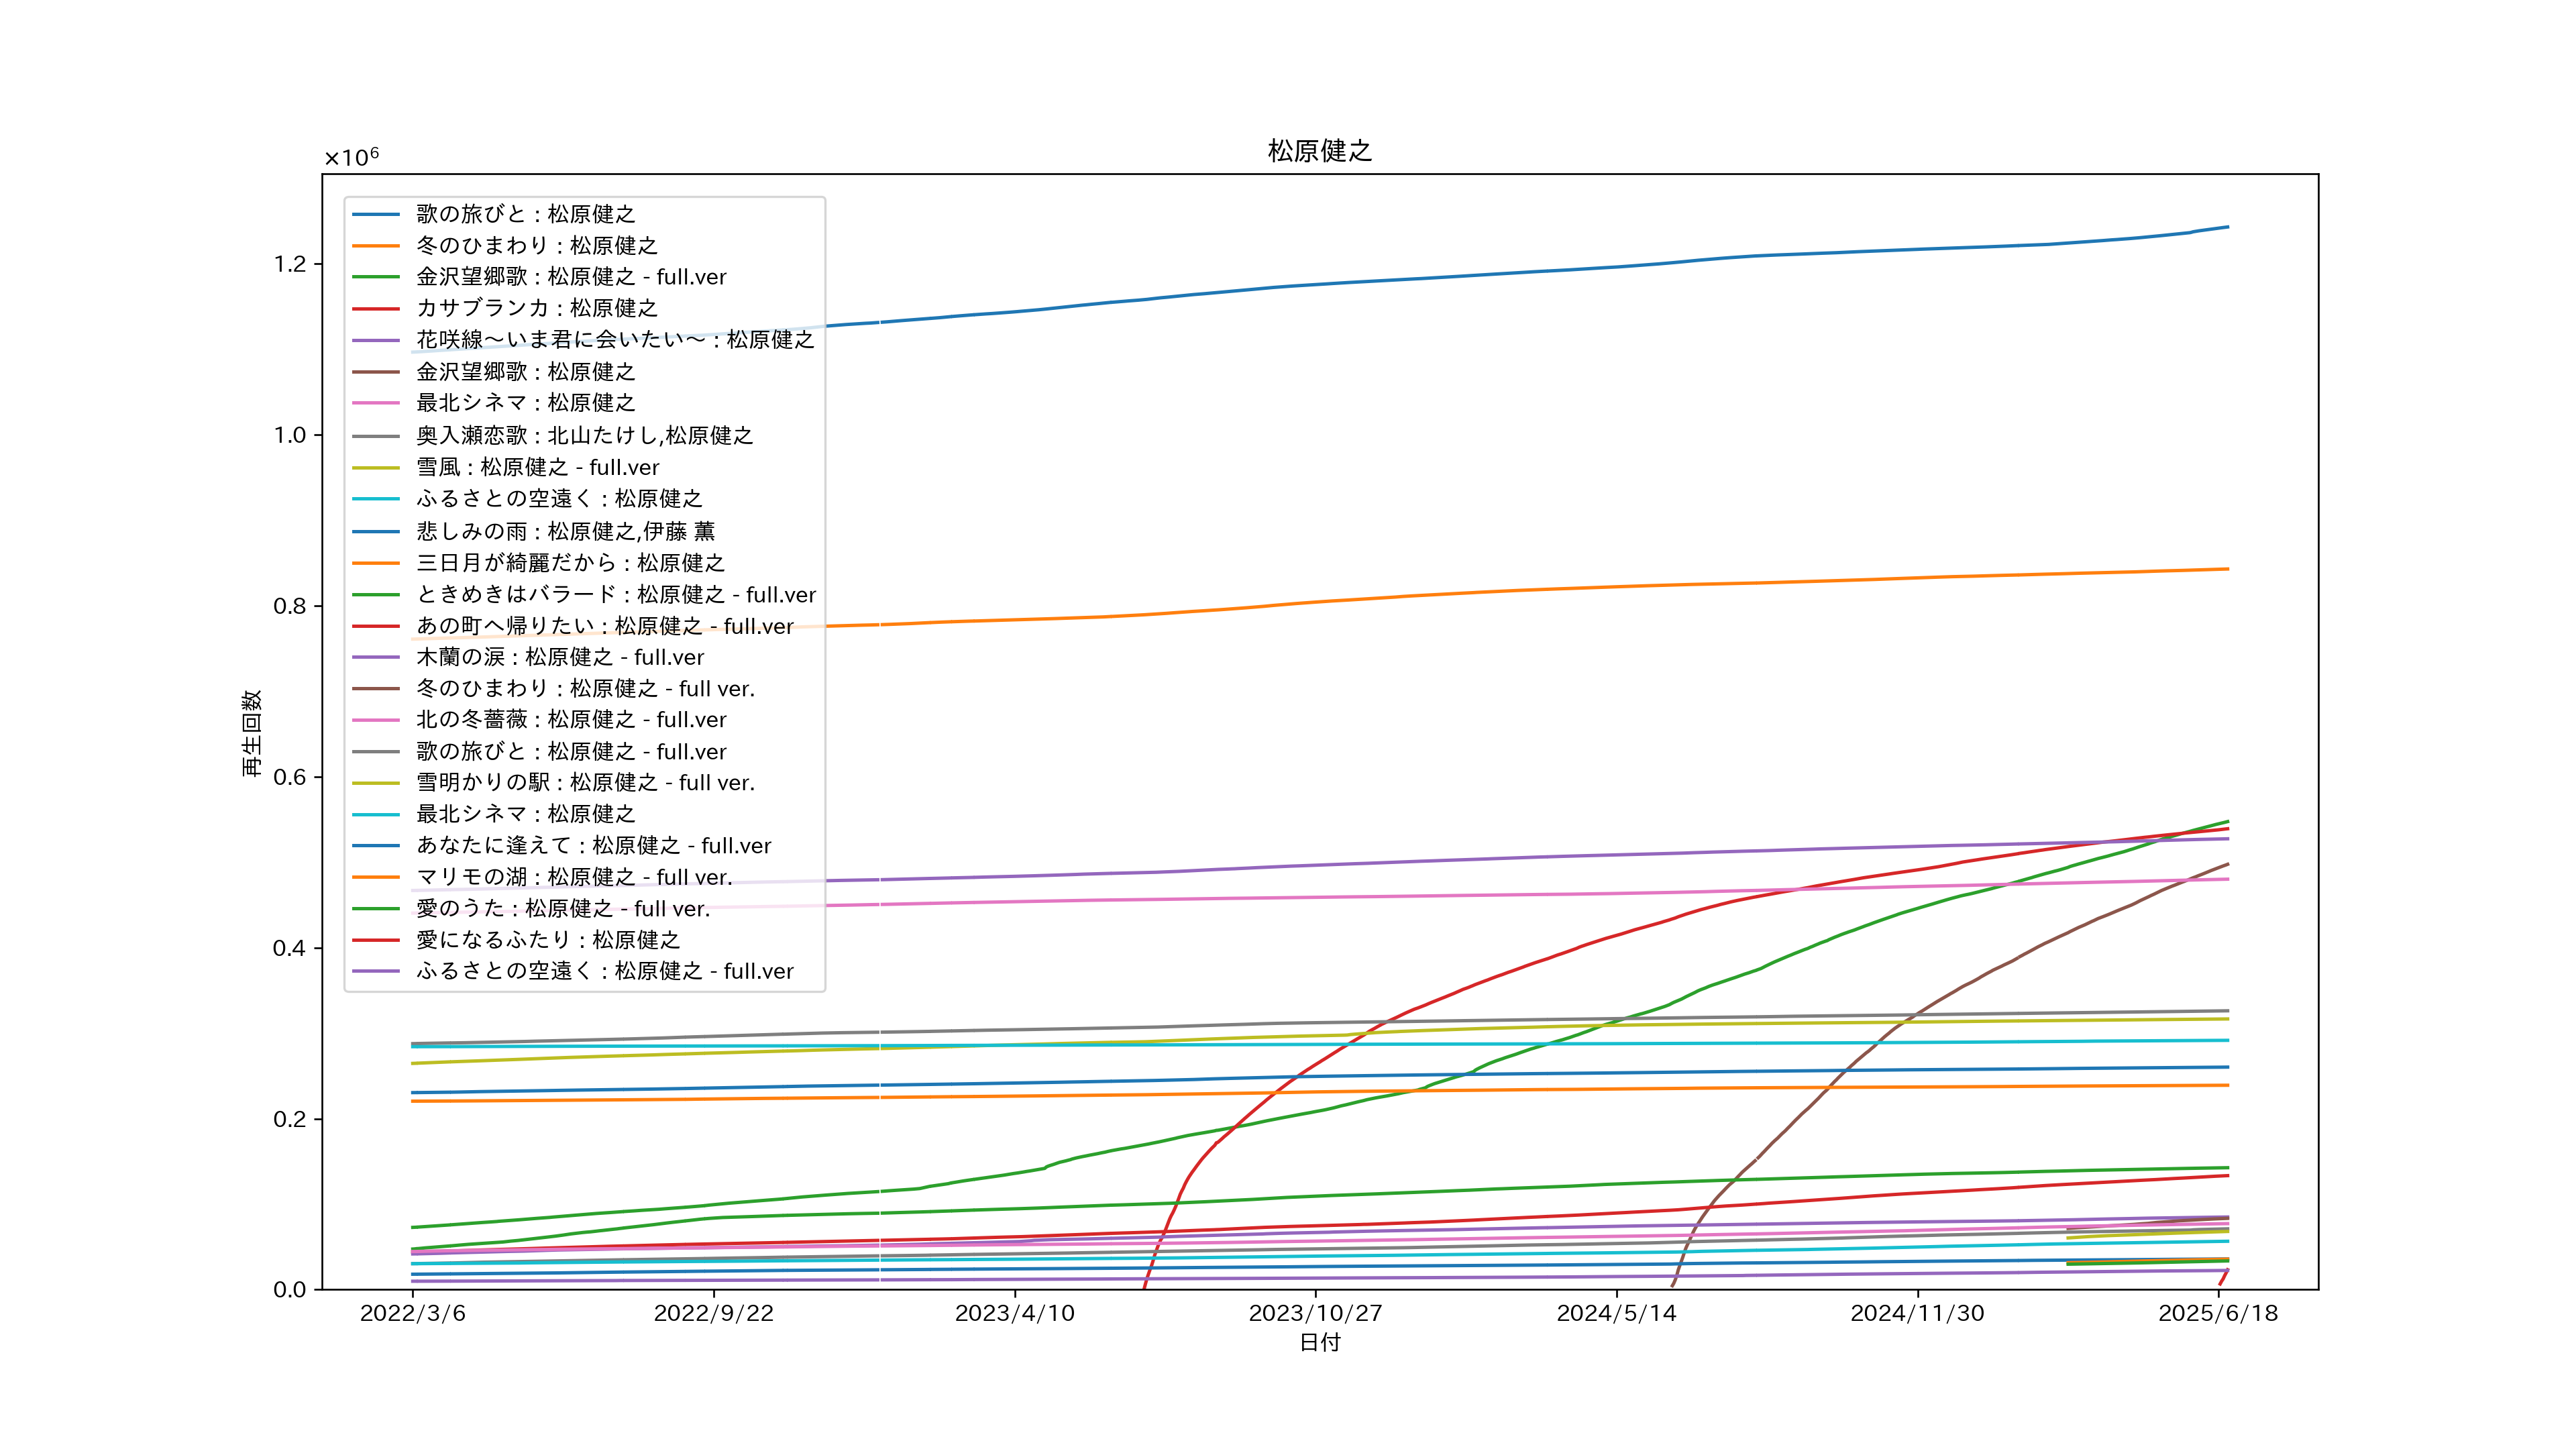 松原健之
×10⁶
歌の旅びと : 松原健之
冬のひまわり : 松原健之
金沢望郷歌 : 松原健之 - full.ver
カサブランカ : 松原健之
花咲線～いま君に会いたい～ : 松原健之
金沢望郷歌 : 松原健之
最北シネマ : 松原健之
奥入瀬恋歌 : 北山たけし,松原健之
雪風 : 松原健之 - full.ver
ふるさとの空遠く : 松原健之
悲しみの雨 : 松原健之,伊藤 薫
三日月が綺麗だから : 松原健之
ときめきはバラード : 松原健之 - full.ver
あの町へ帰りたい : 松原健之 - full.ver
木蘭の涙 : 松原健之 - full.ver
冬のひまわり : 松原健之 - full ver.
北の冬薔薇 : 松原健之 - full.ver
歌の旅びと : 松原健之 - full.ver
雪明かりの駅 : 松原健之 - full ver.
最北シネマ : 松原健之
あなたに逢えて : 松原健之 - full.ver
マリモの湖 : 松原健之 - full ver.
愛のうた : 松原健之 - full ver.
愛になるふたり : 松原健之
ふるさとの空遠く : 松原健之 - full.ver
1.2
1.0
0.8
0.6
0.4
0.2
0.0
再生回数
2022/3/6
2022/9/22
2023/4/10
2023/10/27
2024/5/14
2024/11/30
2025/6/18
日付